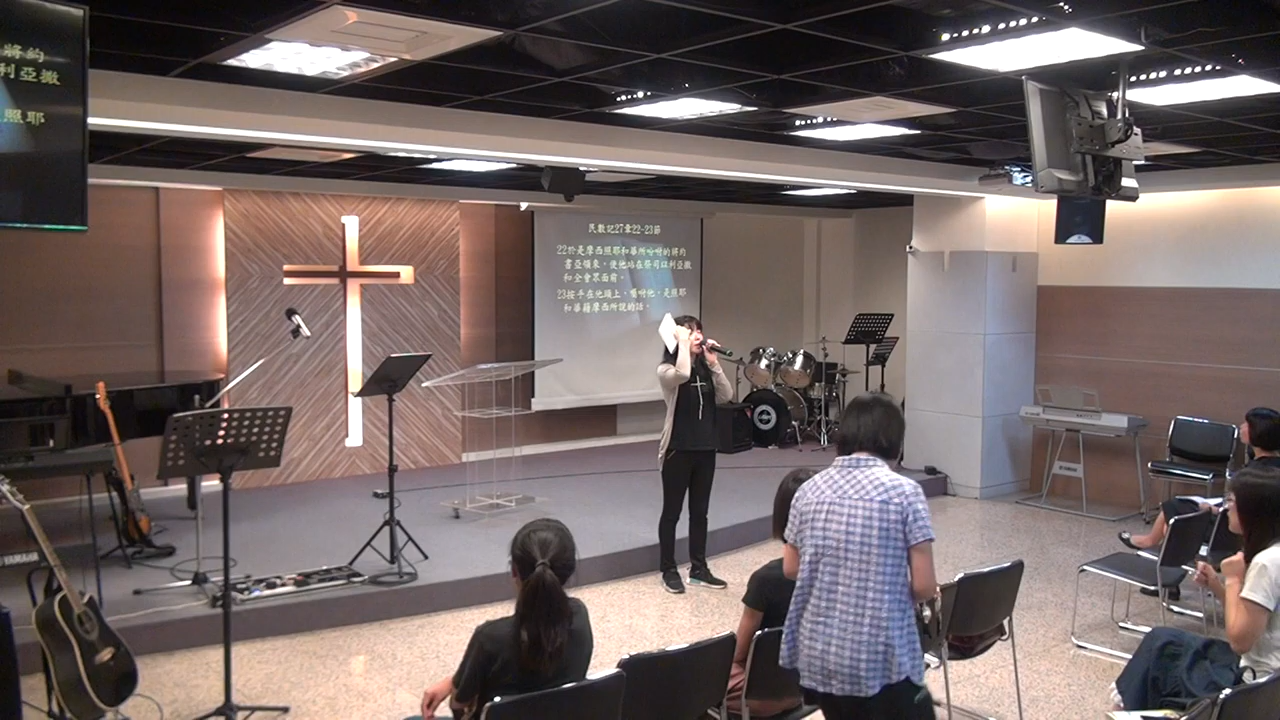 將約
利亞撒
照耶
民數記27章22-23節
22於是摩西照耶和華所吩咐的將約
書亞領來，使他站在祭司以利亞撒
和全會眾面前。
23按手在他頭上，囑咐他，是照耶
和華藉摩西所說的話。
YAMAHA
YAMAHA